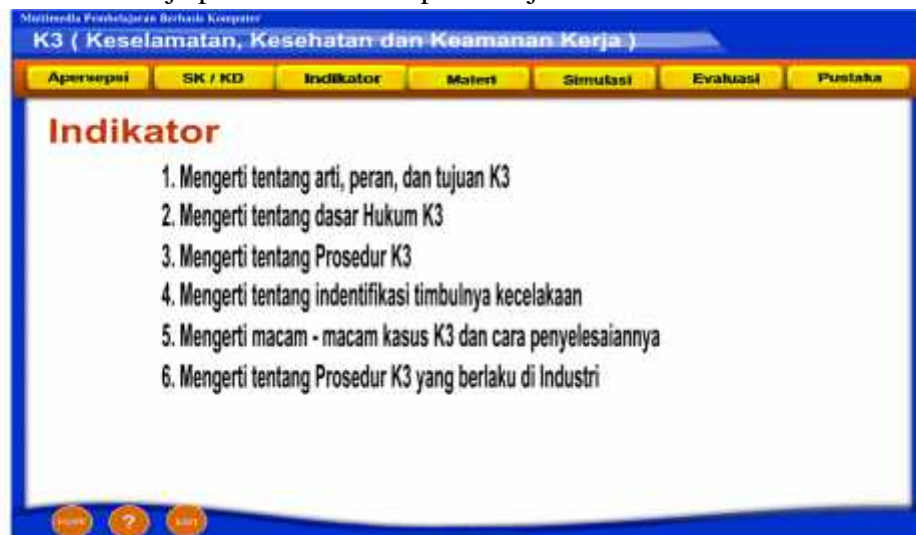 Multimedia Pembelajaran Berbasis Komputer
K3 ( Keselamatan, Kesehatan dan Keamanan Kerja )
Apersepsi SK / KD Indikator Materi Simulasi Evaluasi Pustaka
Indikator
1. Mengerti tentang arti, peran, dan tujuan K3
2. Mengerti tentang dasar Hukum K3
3. Mengerti tentang Prosedur K3
4. Mengerti tentang indentifikasi timbulnya kecelakaan
5. Mengerti macam - macam kasus K3 dan cara penyelesaiannya
6. Mengerti tentang Prosedur K3 yang berlaku di Industri
HOME ? EXIT